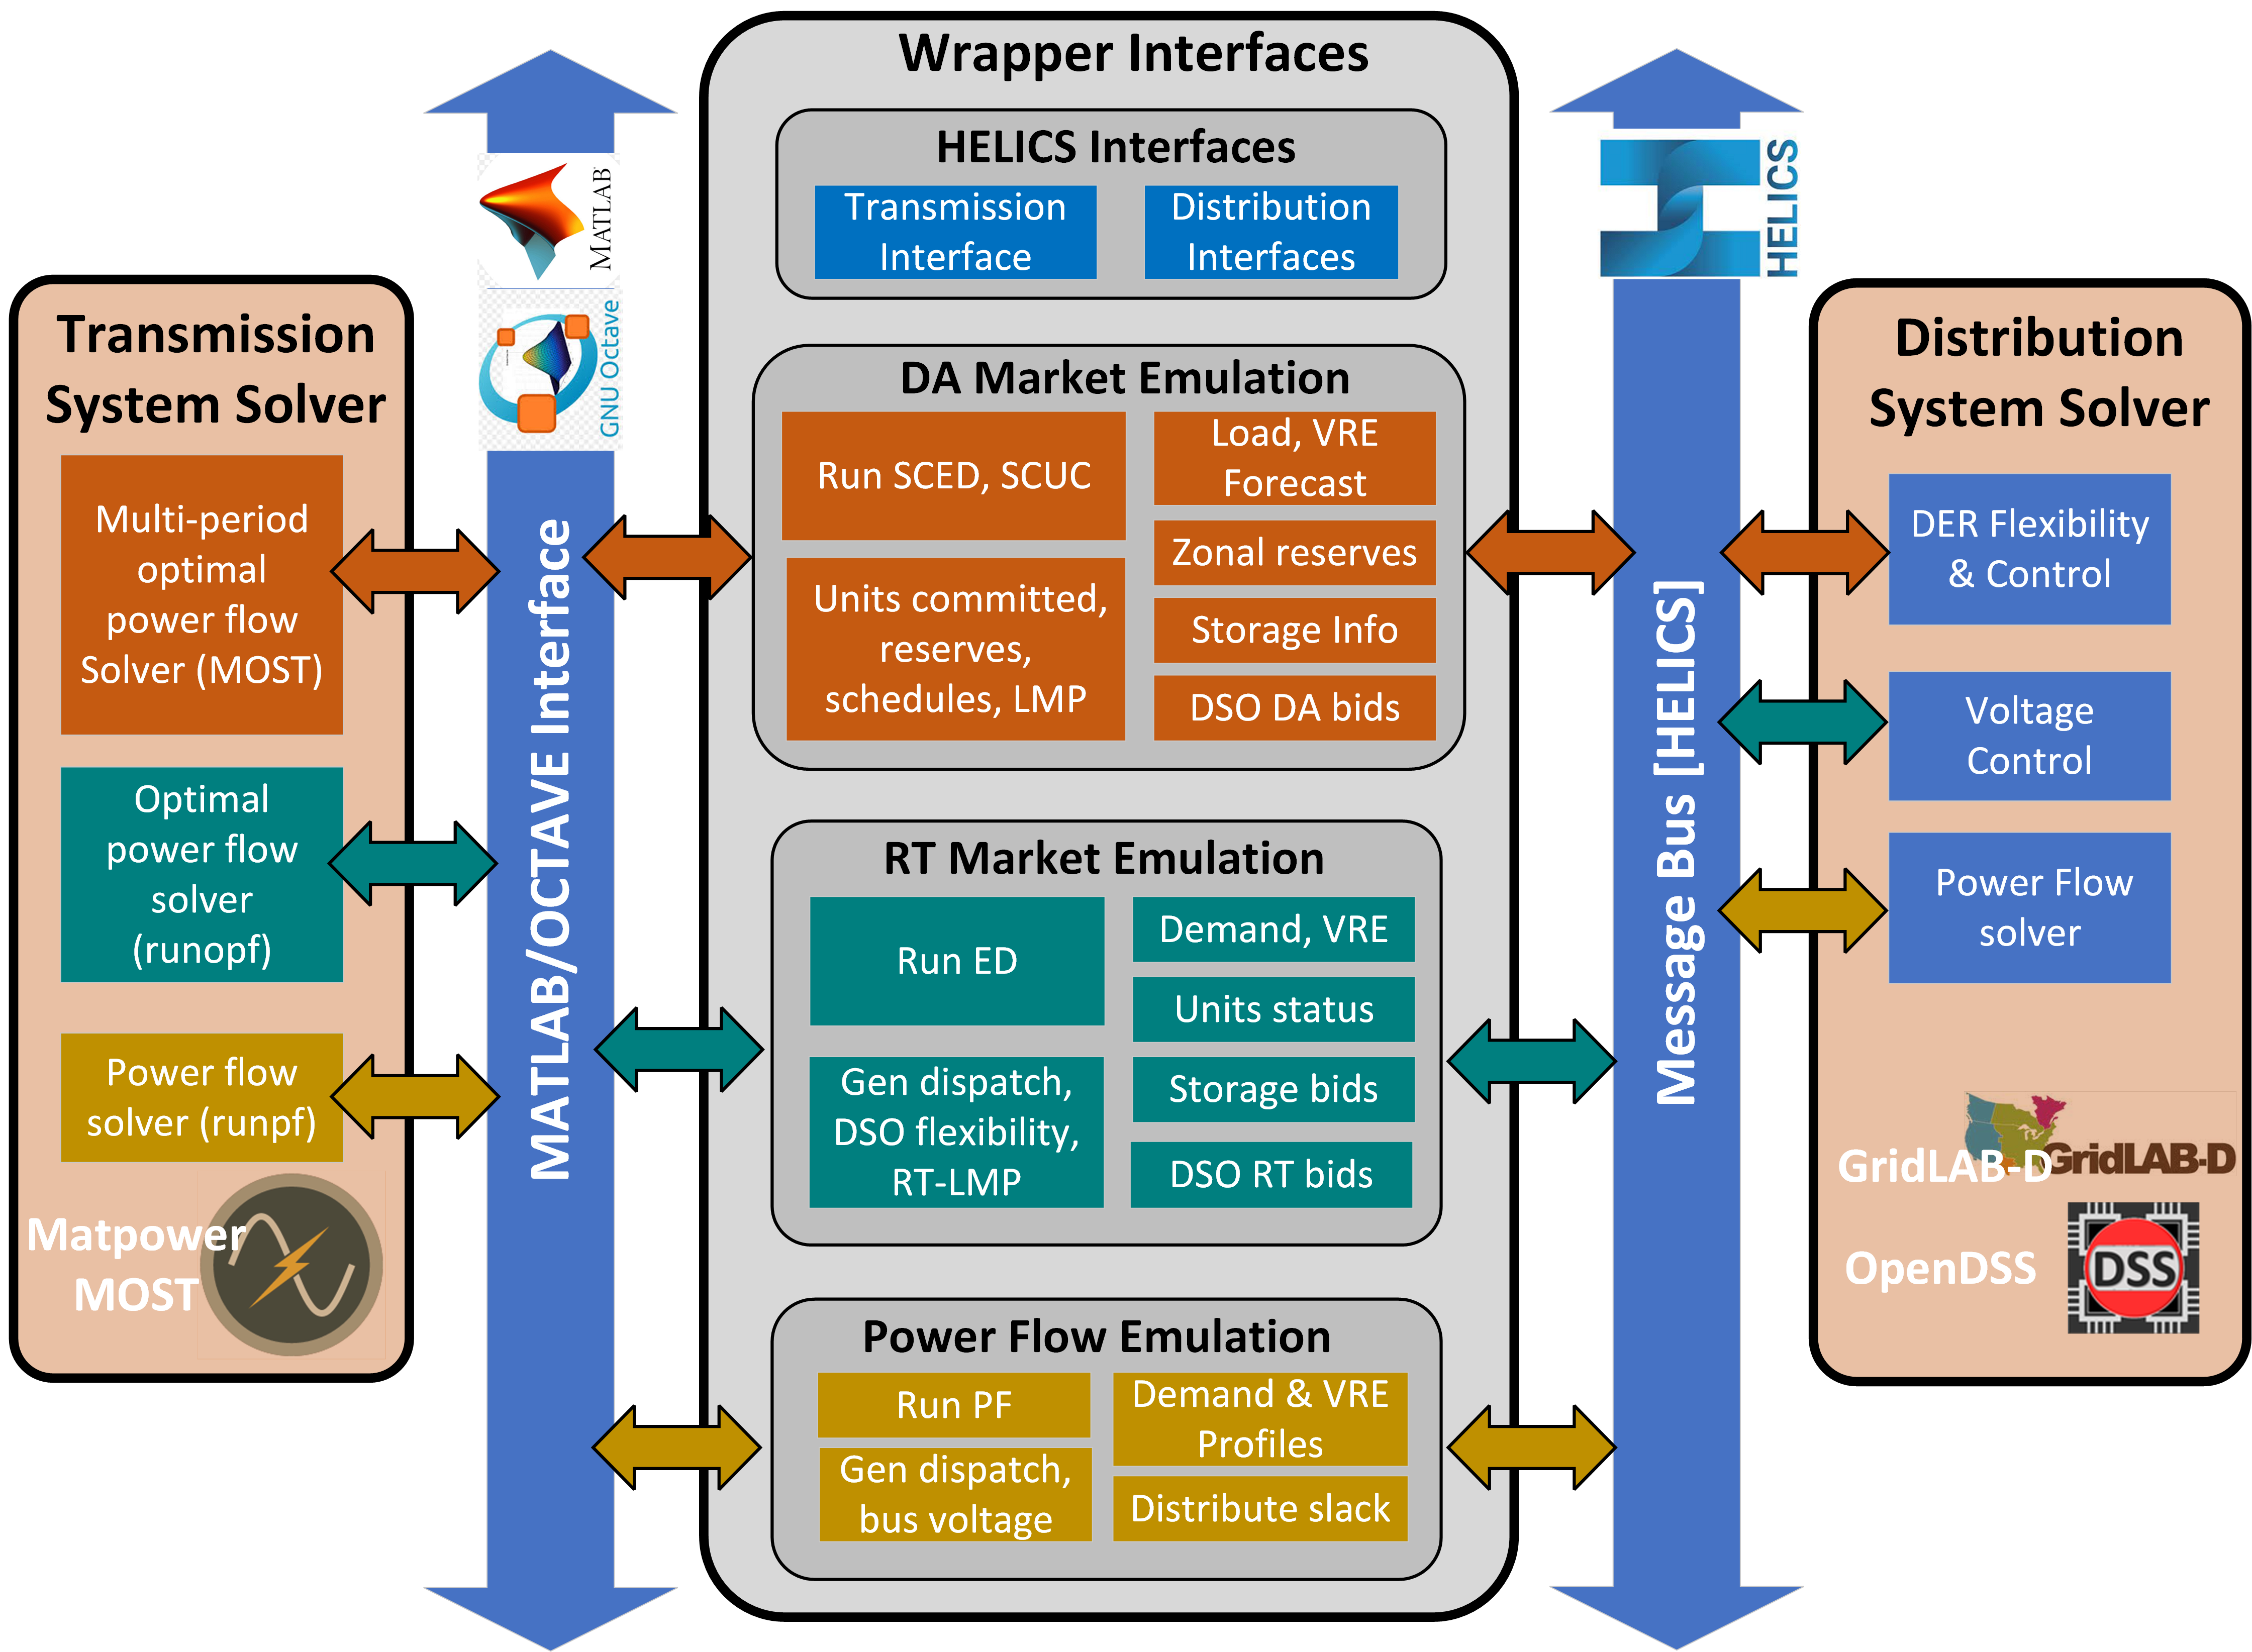 Wrapper Interfaces
HELICS Interfaces
Transmission
Interface
Distribution
Interfaces
DA Market Emulation
Run SCED, SCUC
Units committed,
reserves,
schedules, LMP
Load, VRE
Forecast
Zonal reserves
Storage Info
DSO DA bids
RT Market Emulation
Run ED
Gen dispatch,
DSO flexibility,
RT-LMP
Demand, VRE
Units status
Storage bids
DSO RT bids
Power Flow Emulation
Run PF
Gen dispatch,
bus voltage
Demand & VRE
Profiles
Distribute slack
Transmission
System Solver
Multi-period
optimal
power flow
Solver (MOST)
Optimal
power flow
solver
(runopf)
Power flow
solver (runpf)
Matpower
MOST
MATLAB
GNU Octave
MATLAB/OCTAVE Interface
HELICS
Message Bus [HELICS]
Distribution
System Solver
DER Flexibility
& Control
Voltage
Control
Power Flow
solver
GridLAB-D
GridLAB-D
OpenDSS
DSS